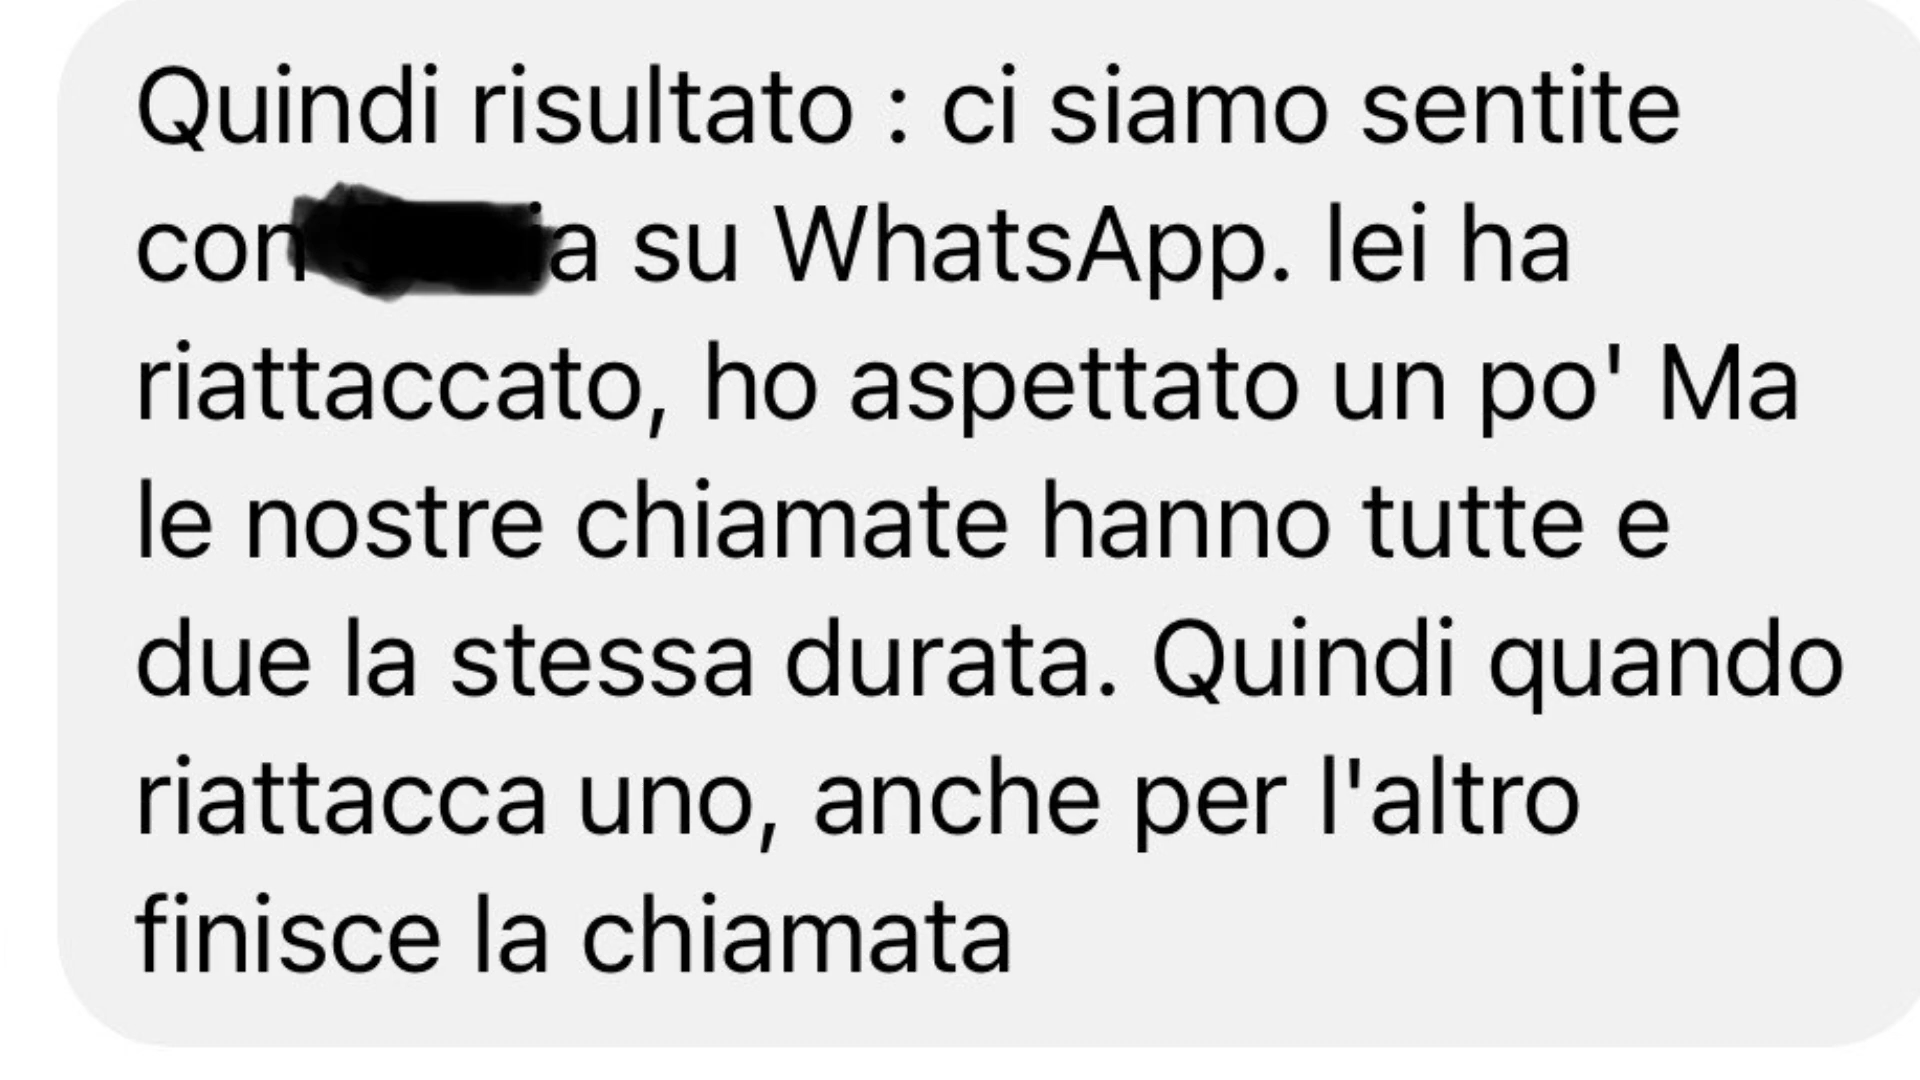 Quindi risultato : ci siamo sentite
con su WhatsApp. lei ha
riattaccato, ho aspettato un po' Ma
le nostre chiamate hanno tutte e
due la stessa durata. Quindi quando
riattacca uno, anche per l'altro
finisce la chiamata